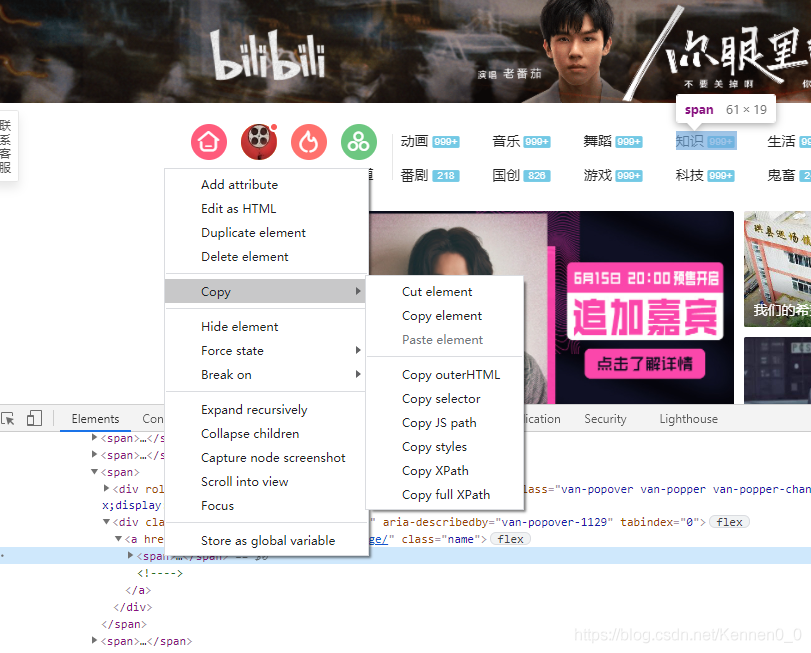 bilibili
演唱 老番茄
你眼里
不要关掉啊 你
联系客服
span 61 × 19
动画 999+ 音乐 999+ 舞蹈 999+ 知识 999+ 生活
番剧 218 国创 826 游戏 999+ 科技 999+ 鬼畜
Add attribute
Edit as HTML
Duplicate element
Delete element
Copy
Hide element
Force state
Break on
Expand recursively
Collapse children
Capture node screenshot
Scroll into view
Focus
Store as global variable
Cut element
Copy element
Paste element
Copy outerHTML
Copy selector
Copy JS path
Copy styles
Copy XPath
Copy full XPath
6月15日 20:00 预售开启
追加嘉宾
点击了解详情
我们的希
Elements Con ication Security Lighthouse
<span>…</s
<span>…</s
<span>
<div rol lass="van-popover van-popper van-popper-chan
x;display
<div cla " aria-describedby="van-popover-1129" tabindex="0"> flex
<a hre ge/" class="name"> flex
<span>…</span> == $0
<!---->
</a>
</div>
</span>
<span>…</span>
https://blog.csdn.net/Kennen0_0